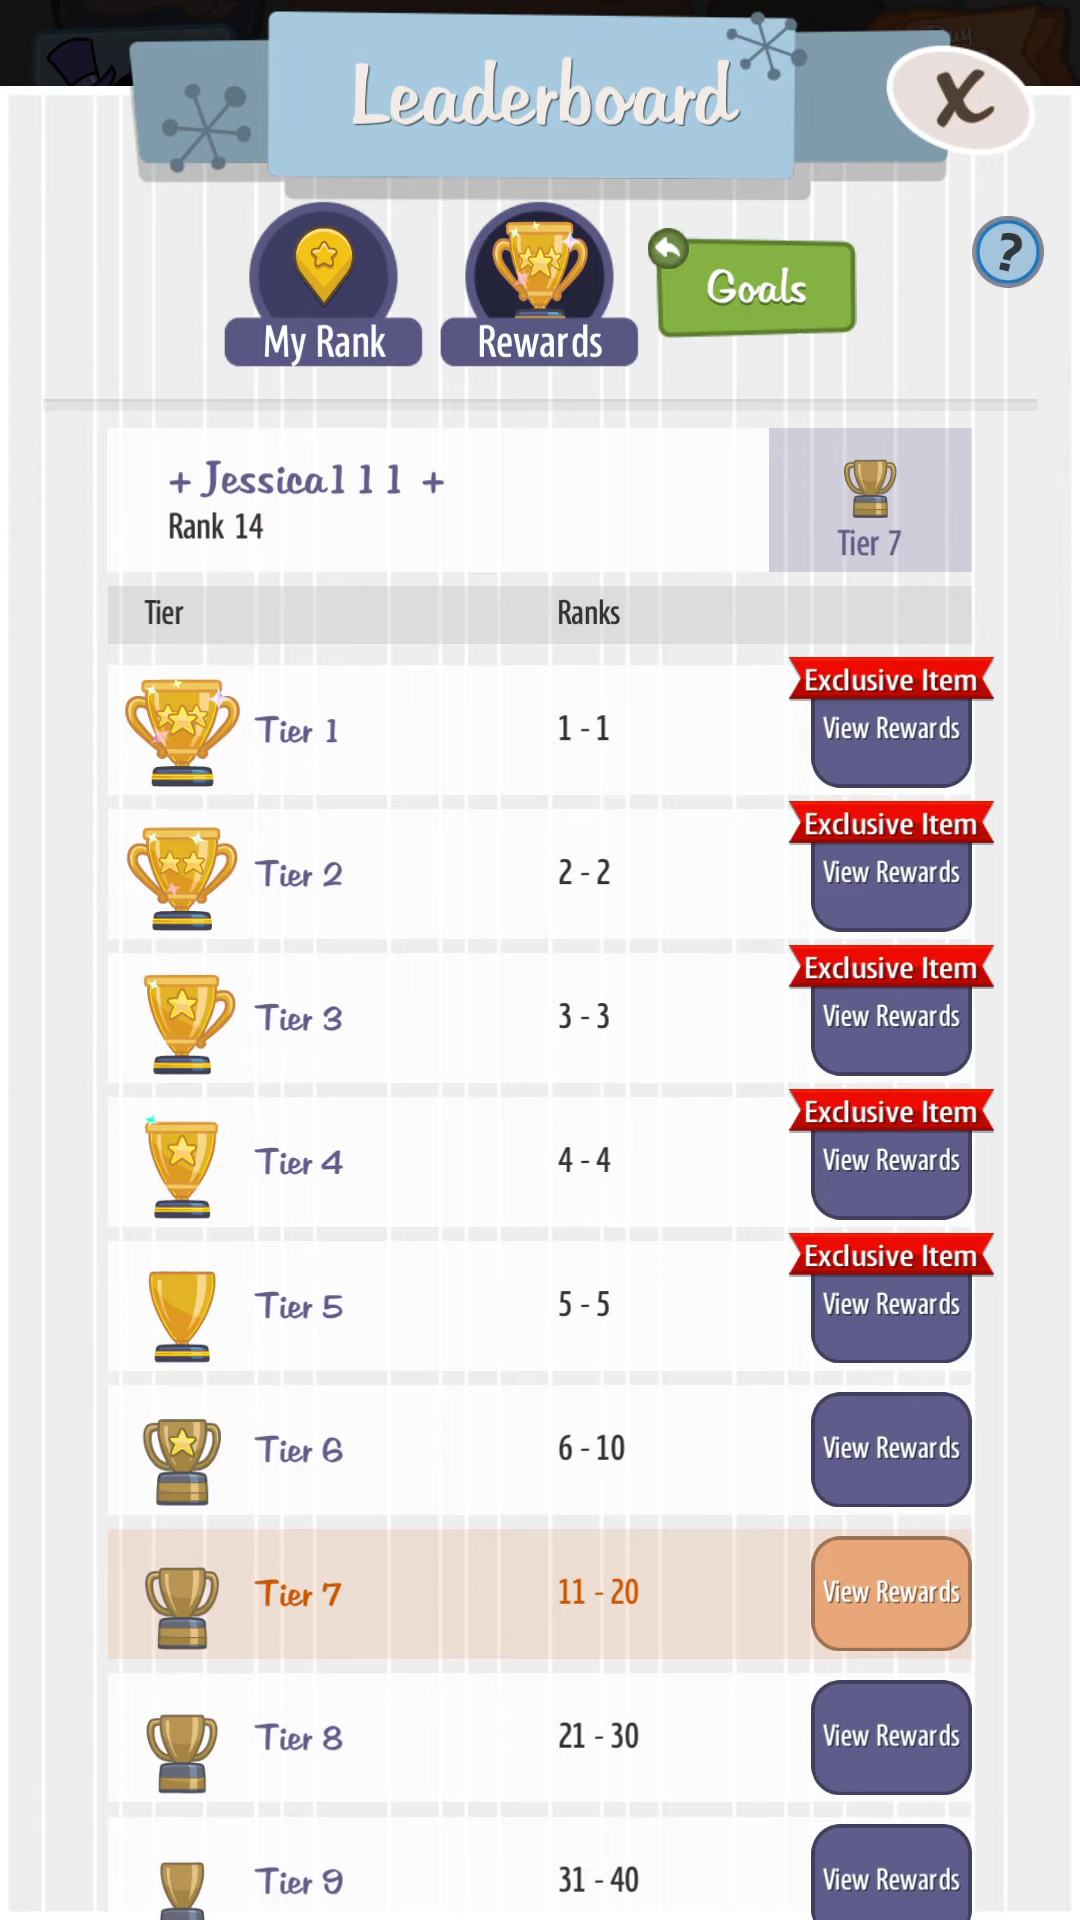 Leaderboard
X
My Rank
Rewards
Goals
?
+ Jessica111 +
Rank 14
Tier 7
Tier Ranks
Exclusive Item
Tier 1 1 - 1 View Rewards
Exclusive Item
Tier 2 2 - 2 View Rewards
Exclusive Item
Tier 3 3 - 3 View Rewards
Exclusive Item
Tier 4 4 - 4 View Rewards
Exclusive Item
Tier 5 5 - 5 View Rewards
Tier 6 6 - 10 View Rewards
Tier 7 11 - 20 View Rewards
Tier 8 21 - 30 View Rewards
Tier 9 31 - 40 View Rewards